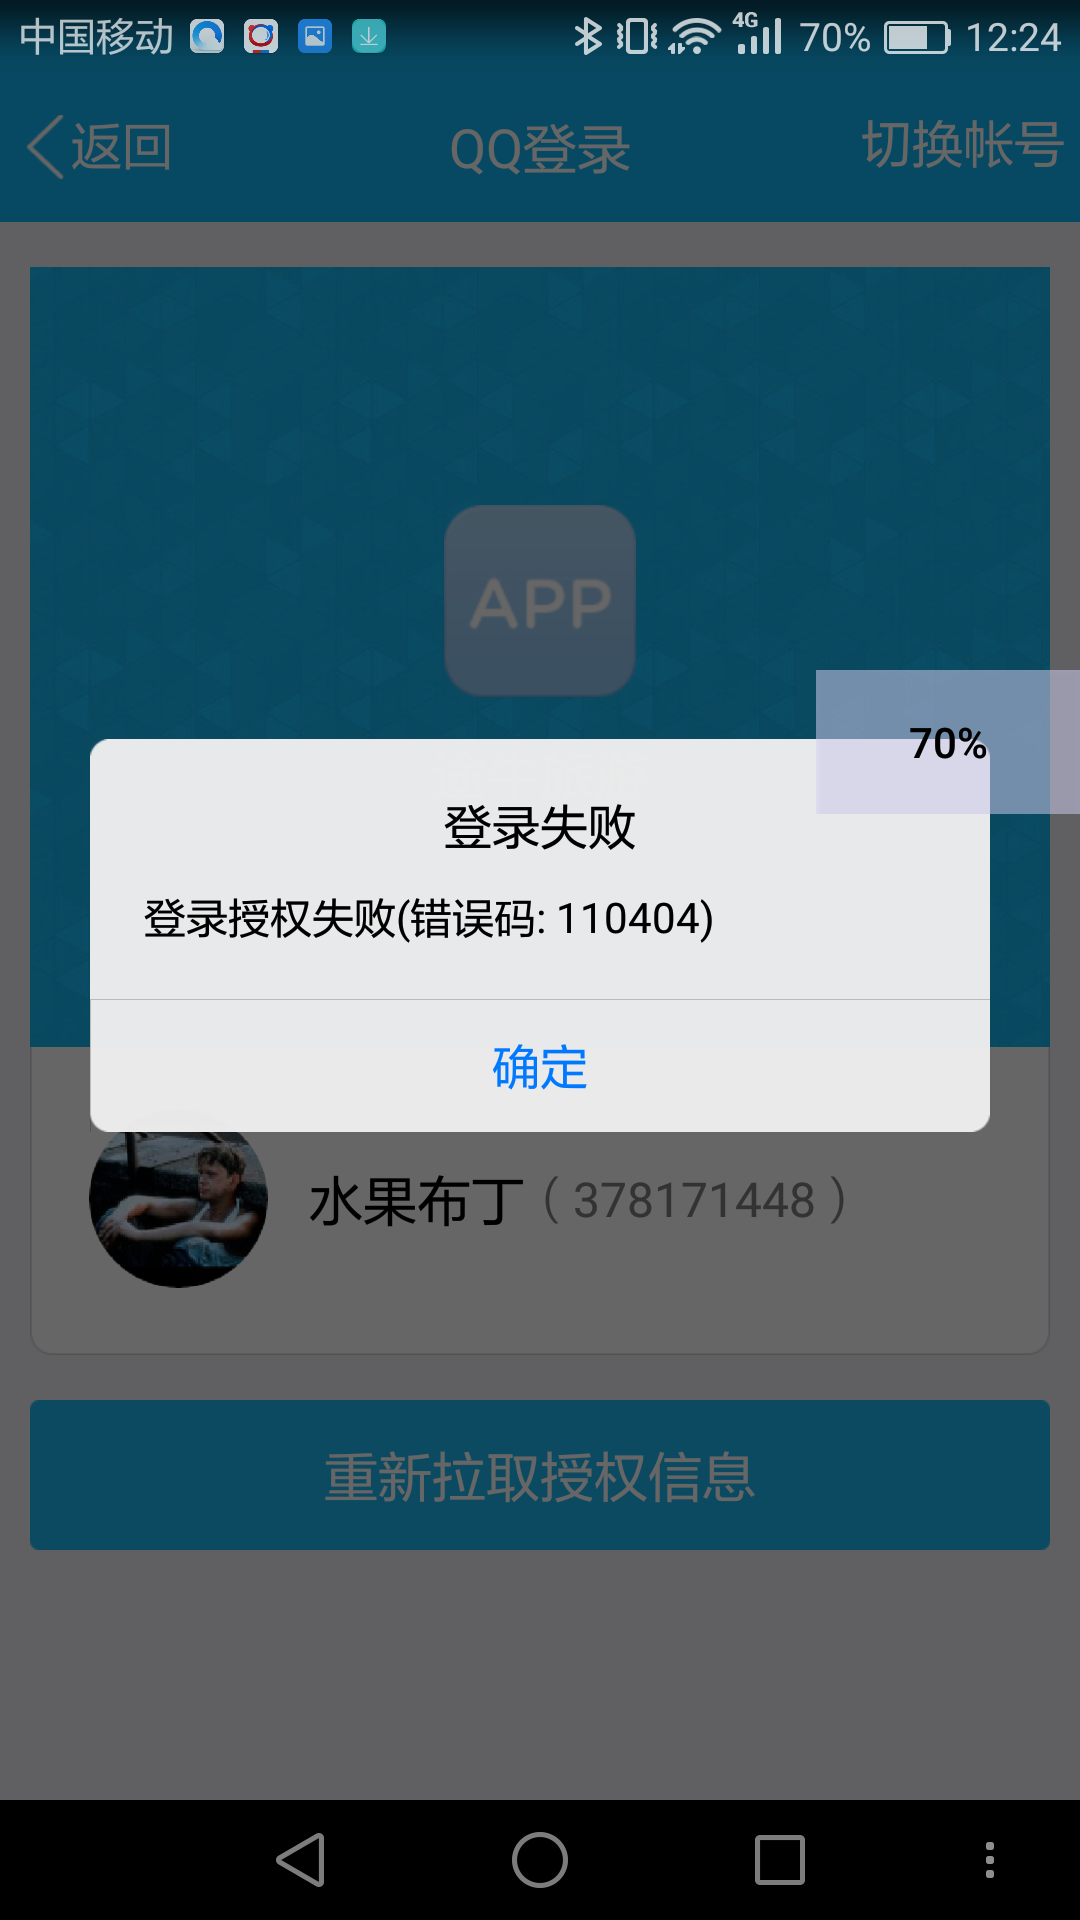 中国移动 4G 70% 12:24
返回 QQ登录 切换帐号
APP
70%
登录失败
登录授权失败(错误码: 110404)
确定
水果布丁 ( 378171448 )
重新拉取授权信息